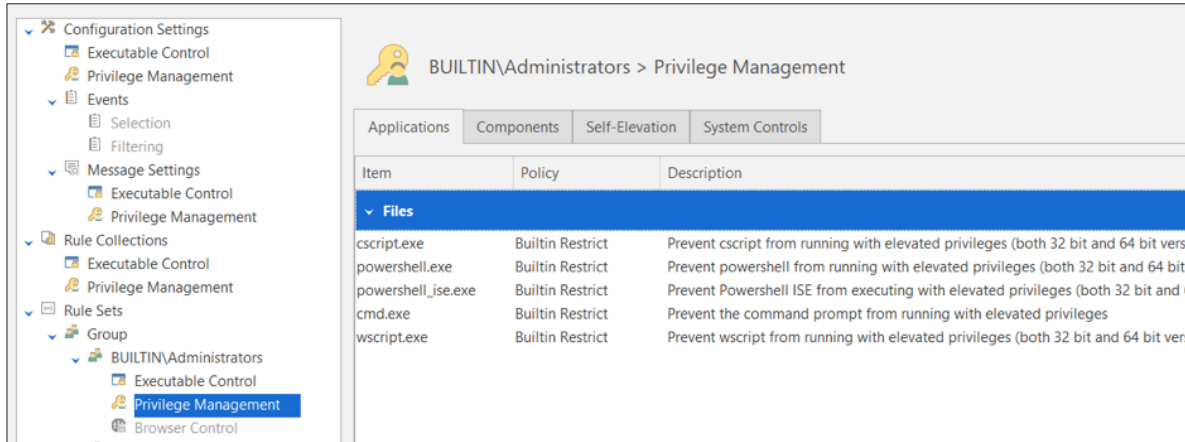 Configuration Settings
Executable Control
Privilege Management
Events
Selection
Filtering
Message Settings
Executable Control
Privilege Management
Rule Collections
Executable Control
Privilege Management
Rule Sets
Group
BUILTIN\Administrators
Executable Control
Privilege Management
Browser Control
BUILTIN\Administrators > Privilege Management
Applications Components Self-Elevation System Controls
Item Policy Description
Files
cscript.exe Builtin Restrict Prevent cscript from running with elevated privileges (both 32 bit and 64 bit vers
powershell.exe Builtin Restrict Prevent powershell from running with elevated privileges (both 32 bit and 64 bit
powershell_ise.exe Builtin Restrict Prevent Powershell ISE from executing with elevated privileges (both 32 bit and
cmd.exe Builtin Restrict Prevent the command prompt from running with elevated privileges
wscript.exe Builtin Restrict Prevent wscript from running with elevated privileges (both 32 bit and 64 bit ver